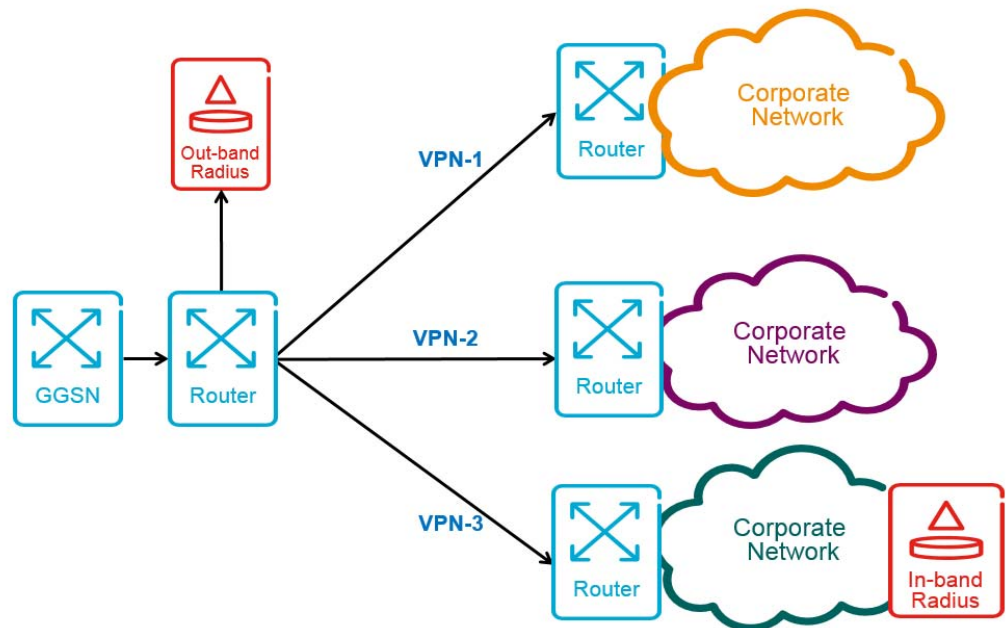 Out-band
Radius
GGSN
Router
VPN-1
VPN-2
VPN-3
Router
Corporate
Network
Router
Corporate
Network
Router
Corporate
Network
In-band
Radius